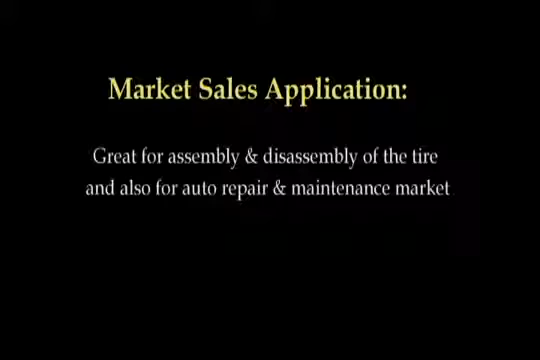 Market Sales Application:
Great for assembly & disassembly of the tire
and also for auto repair & maintenance market